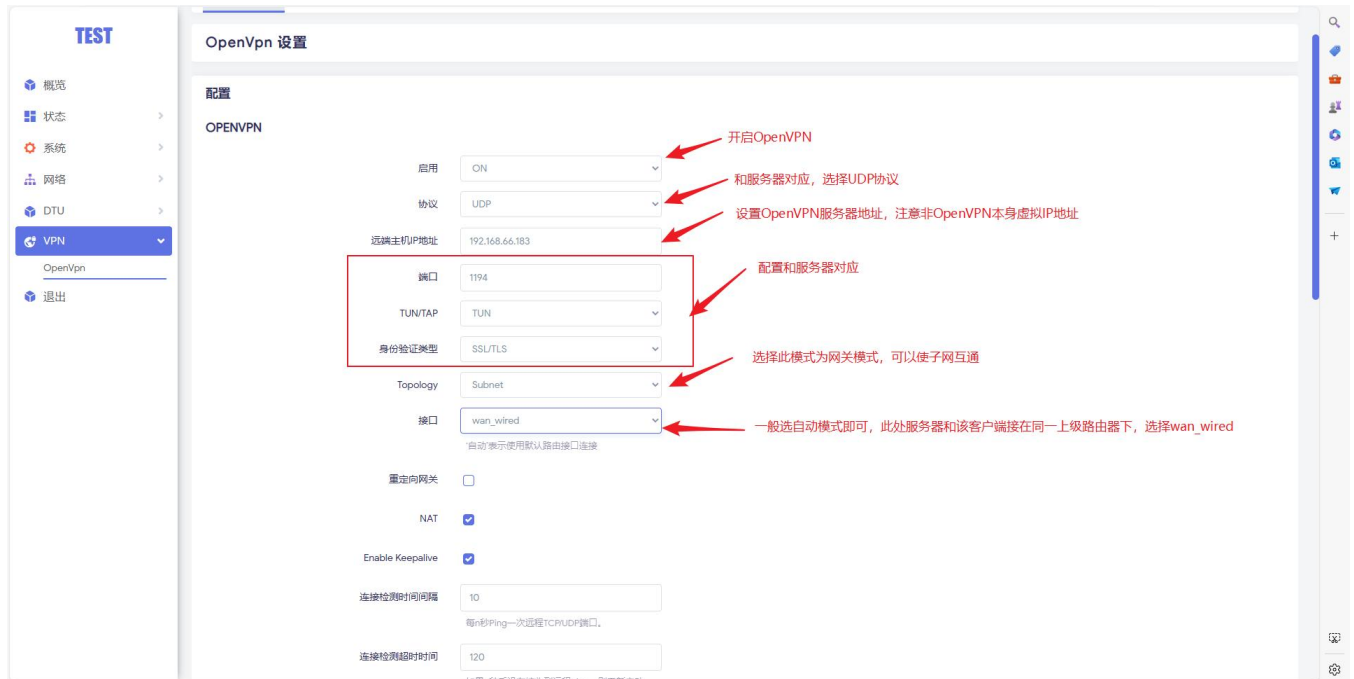 TEST
OpenVpn 设置
概览
配置
状态
OPENVPN
开启OpenVPN
系统
启用
ON
网络
和服务器对应，选择UDP协议
协议
UDP
DTU
设置OpenVPN服务器地址，注意非OpenVPN本身虚拟IP地址
VPN
远端主机IP地址
192.168.66.183
OpenVpn
配置和服务器对应
端口
1194
退出
TUN/TAP
TUN
身份验证类型
SSL/TLS
选择此模式为网关模式，可以使子网互通
Topology
Subnet
接口
wan_wired
一般选自动模式即可，此处服务器和该客户端接在同一上级路由器下，选择wan_wired
'自动'表示使用默认路由接口连接
重定向网关
NAT
Enable Keepalive
连接检测时间间隔
10
每n秒Ping一次远程TCP/UDP端口。
连接检测超时时间
120